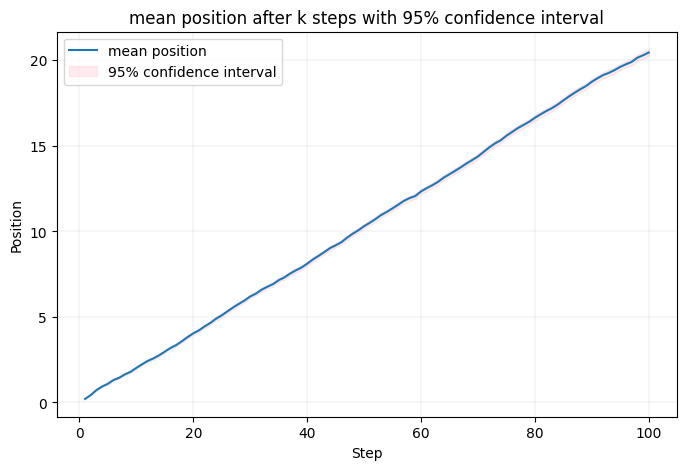 mean position after k steps with 95% confidence interval
mean position
95% confidence interval
20
15
10
5
0
Position
0 20 40 60 80 100
Step